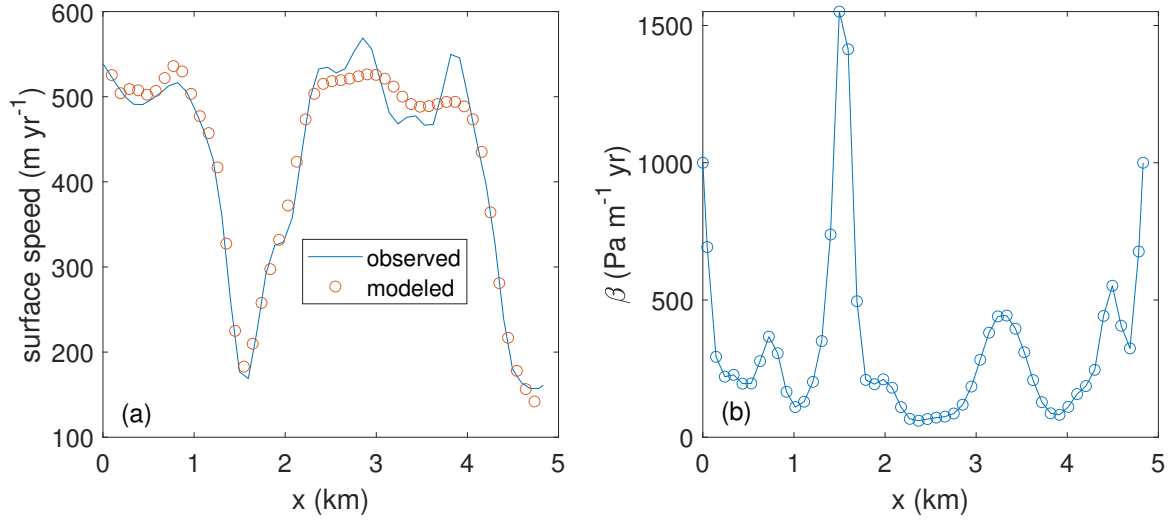 600
500
400
300
200
100
surface speed (m yr-1)
observed
modeled
(a)
0 1 2 3 4 5
x (km)
1500
1000
500
0
β (Pa m-1 yr)
(b)
0 1 2 3 4 5
x (km)